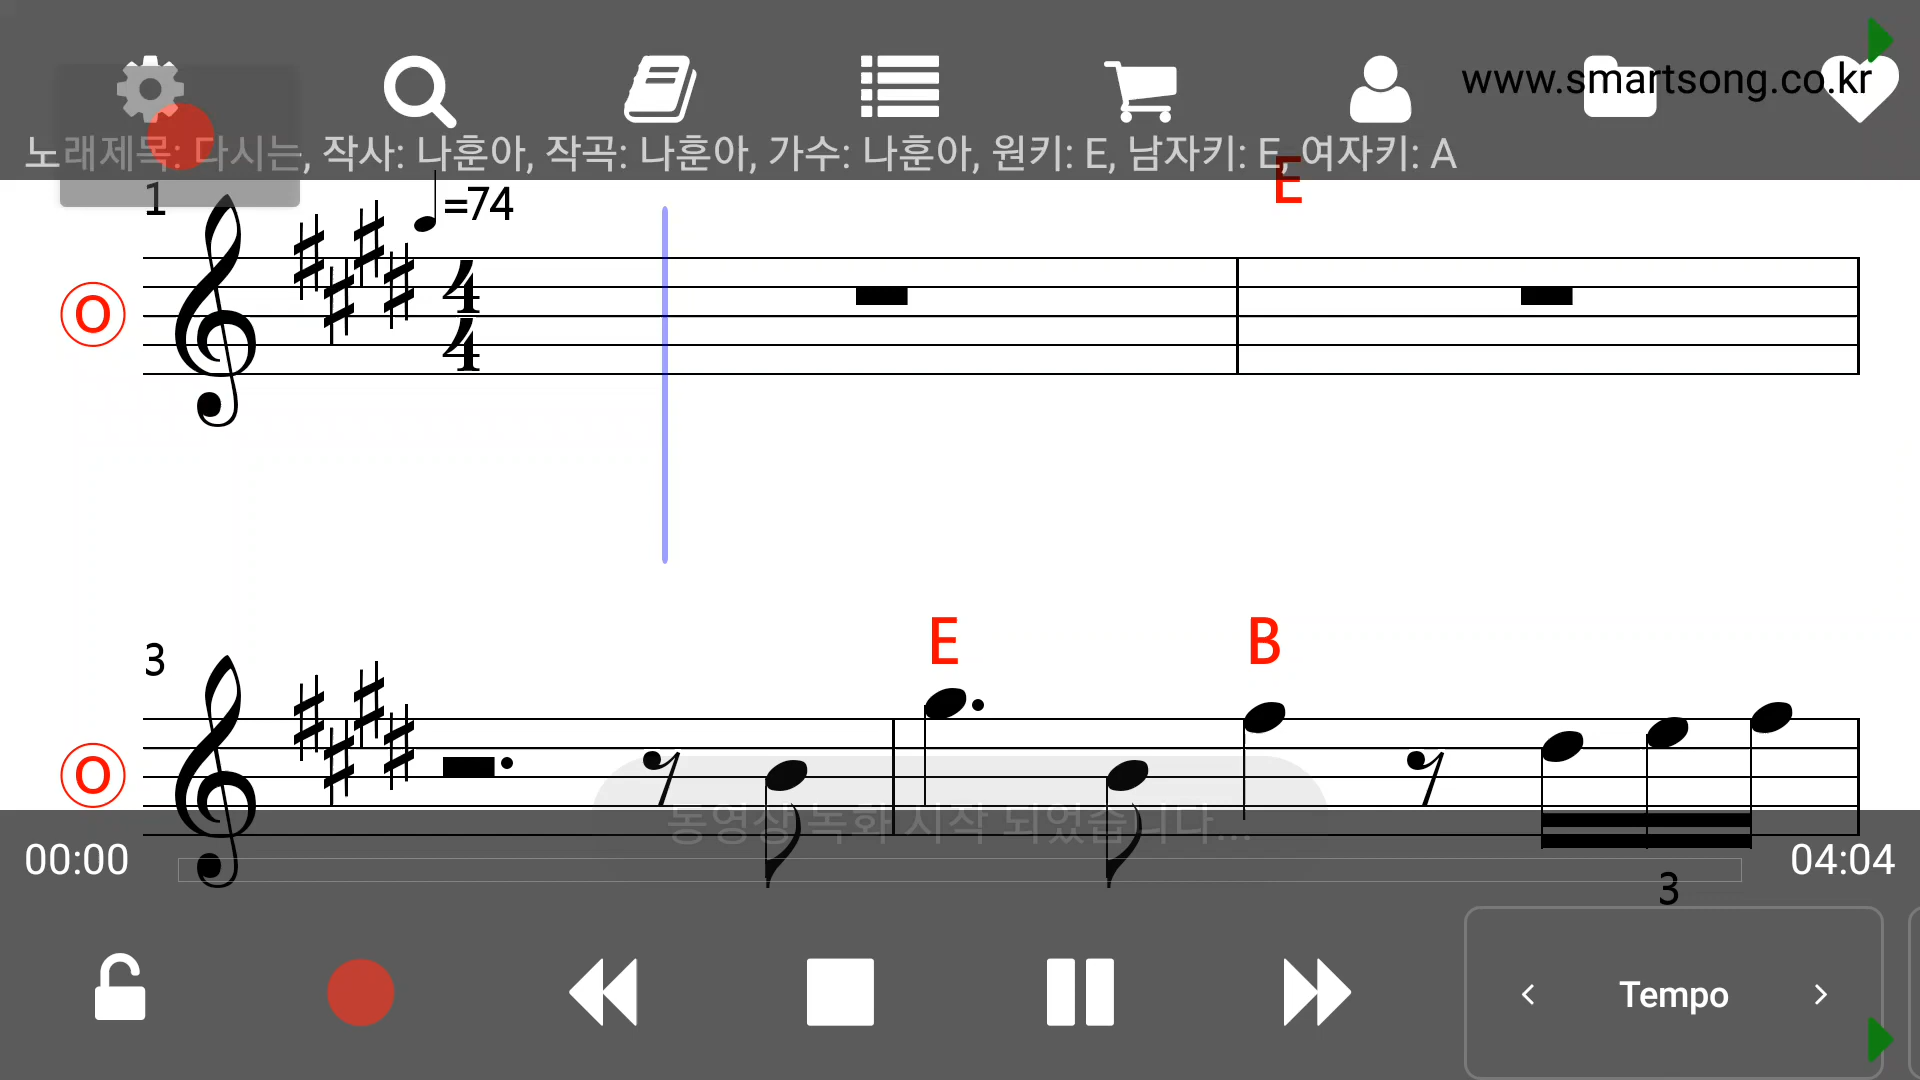 www.smartsong.co.kr
노래제목: 다시는, 작사: 나훈아, 작곡: 나훈아, 가수: 나훈아, 원키: E, 남자키: E, 여자키: A
1
=74
E
4
4
O
E B
3
O
동영상 녹화 시작 되었습니다...
00:00
04:04
3
Tempo